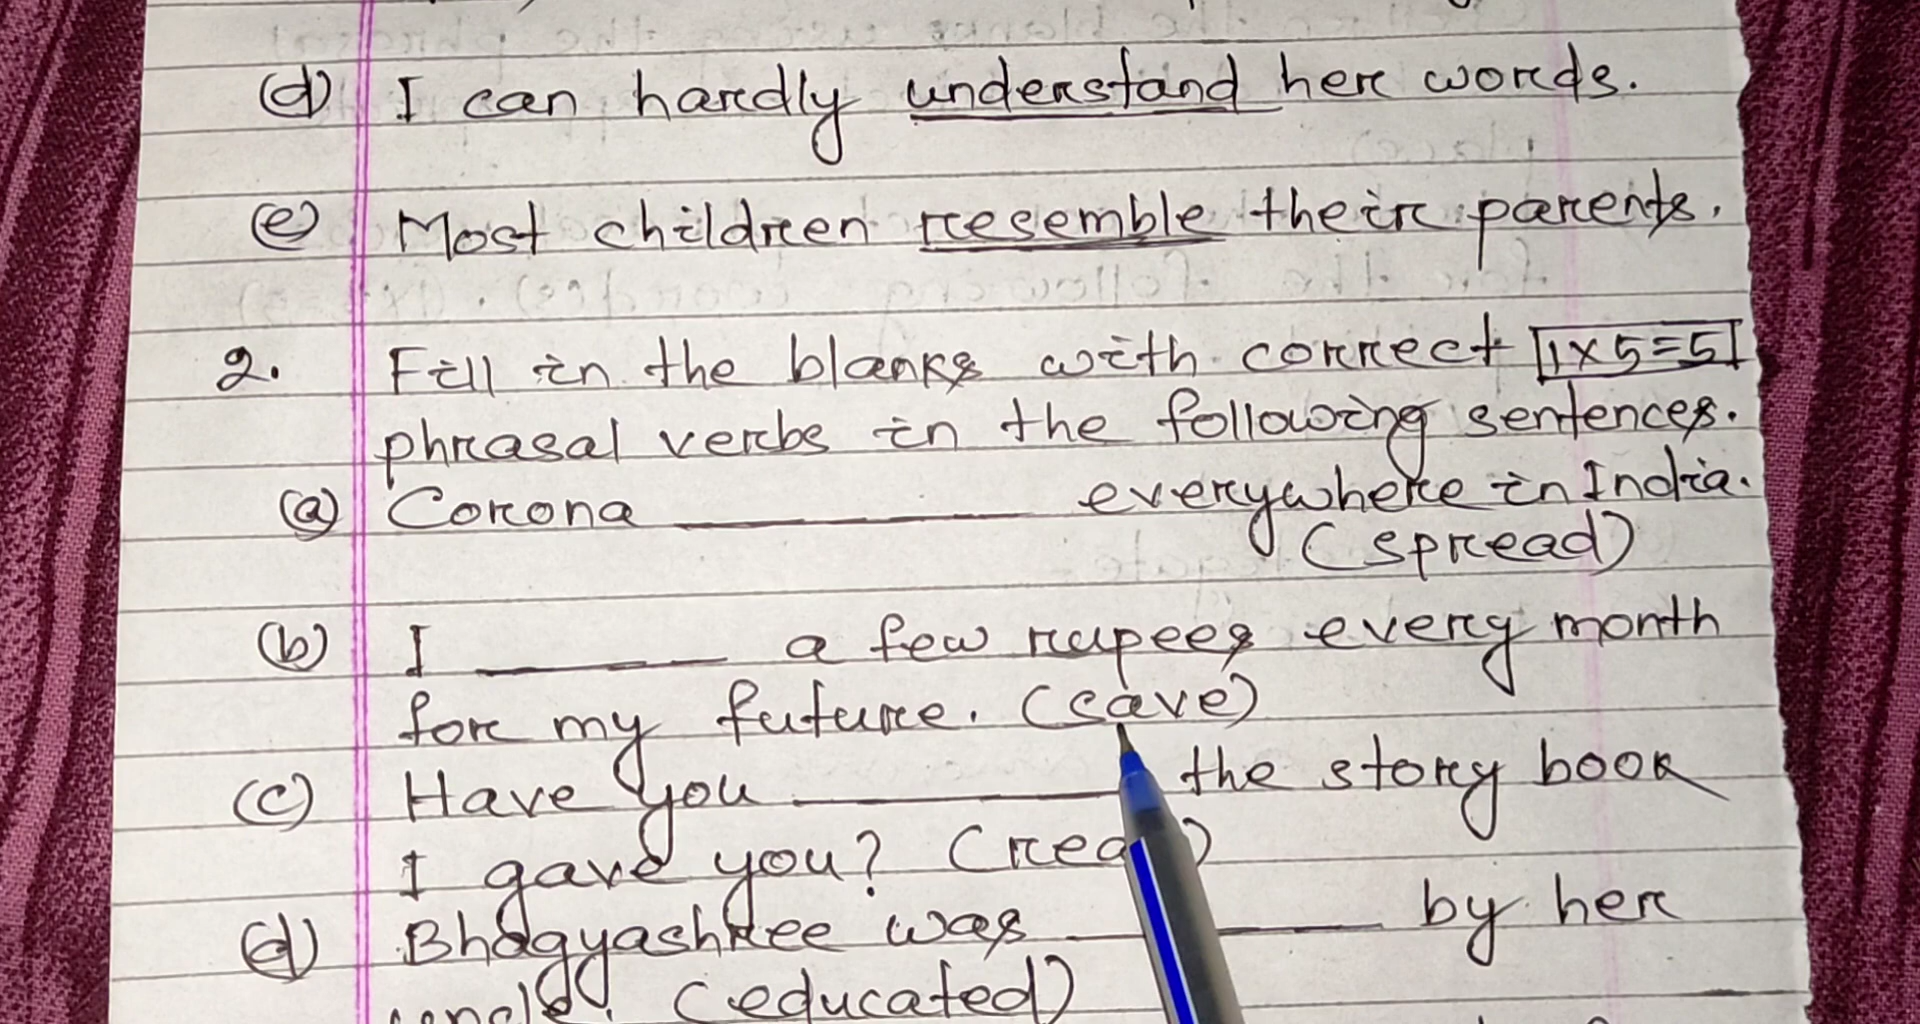 (d) I can hardly understand her words.
(e) Most children resemble their parents.
2. Fill in the blanks with correct 1×5=5
phrasal verbs in the following sentences.
(a) Corona ________ everywhere in India.
(spread)
(b) I ________ a few rupees every month
for my future. (save)
(c) Have you ________ the story book
I gave you? (read)
(d) Bhagyashree was ________ by her
uncle. (educated)